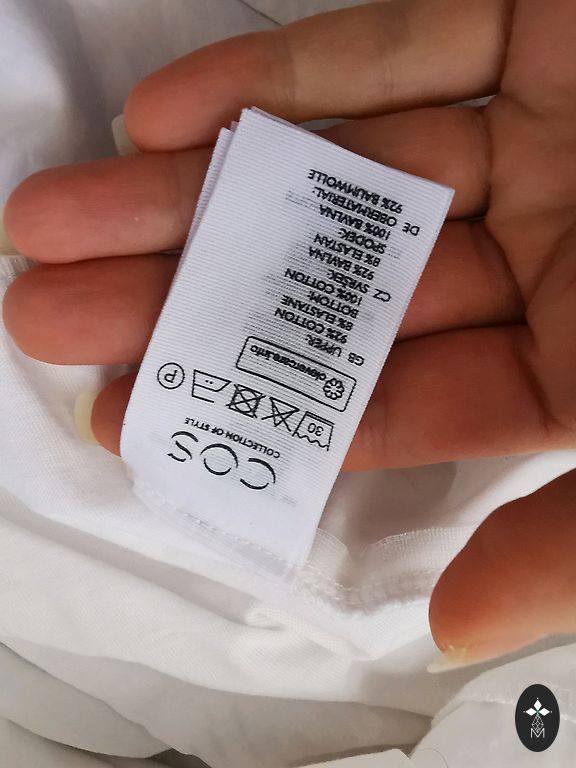 COS
COLLECTION OF STYLE
30
P
clevercare.info
GB
UPPER:
92% COTTON
8% ELASTANE
BOTTOM:
100% COTTON
CZ SVRŠEK:
92% BAVLNA
8% ELASTAN
SPODEK:
100% BAVLNA
DE OBERMATERIAL:
92% BAUMWOLLE
M